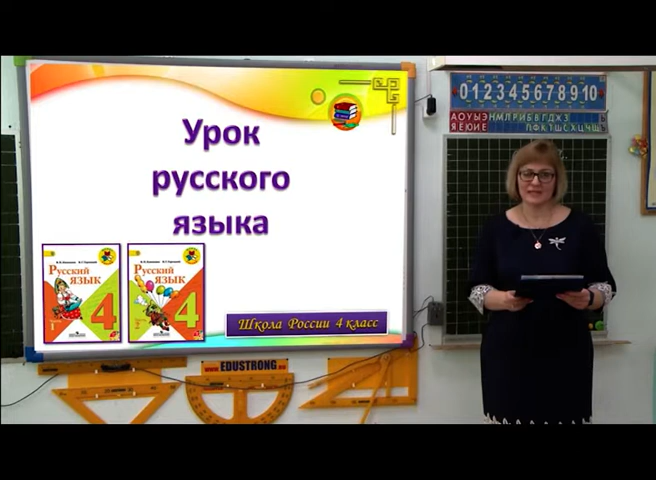 Урок
русского
языка
Русский
язык
4
Русский
язык
4
Школа России 4 класс
EDUSTRONG
012345678910